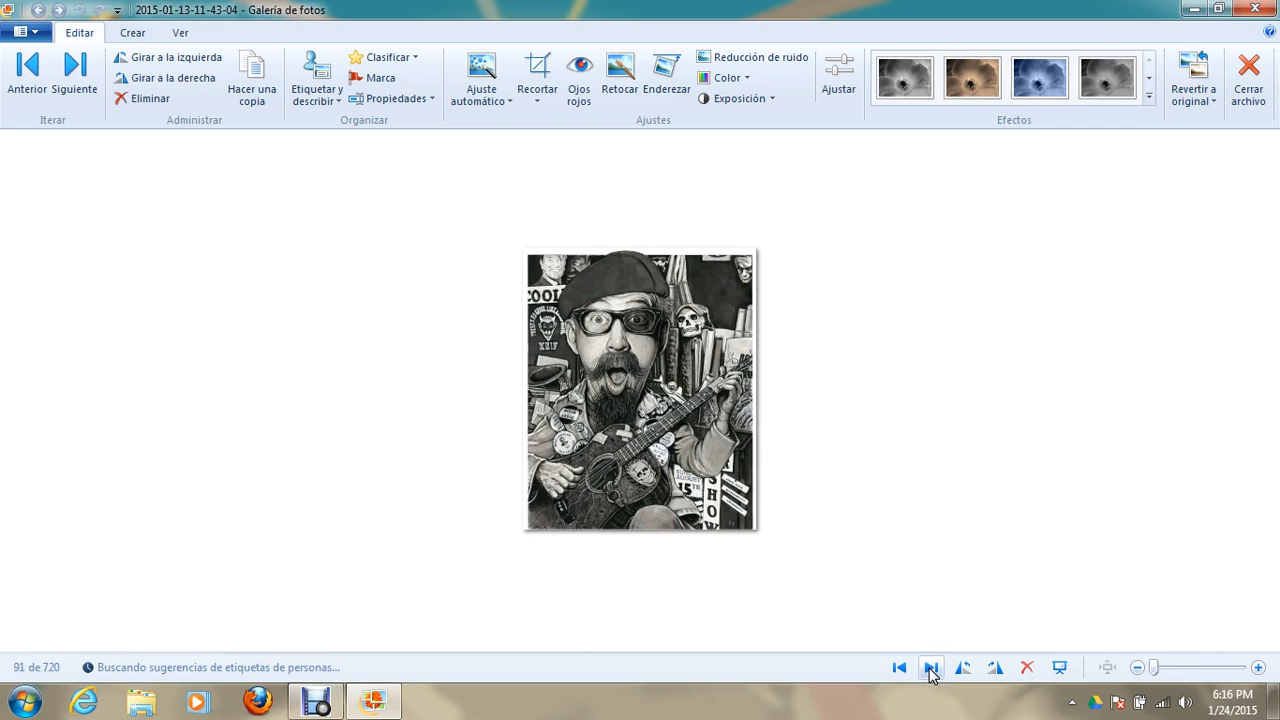 2015-01-13-11-43-04 - Galería de fotos
Editar Crear Ver
Anterior
Siguiente
Iterar
Girar a la izquierda
Girar a la derecha
Eliminar
Hacer una copia
Administrar
Etiquetar y describir
Clasificar
Marca
Propiedades
Organizar
Ajuste automático
Recortar
Ojos rojos
Retocar
Enderezar
Reducción de ruido
Color
Exposición
Ajustes
Ajustar
Efectos
Revertir a original
Cerrar archivo
COOL
AUGUST
15TH
SHOW
91 de 720
Buscando sugerencias de etiquetas de personas...
6:16 PM
1/24/2015